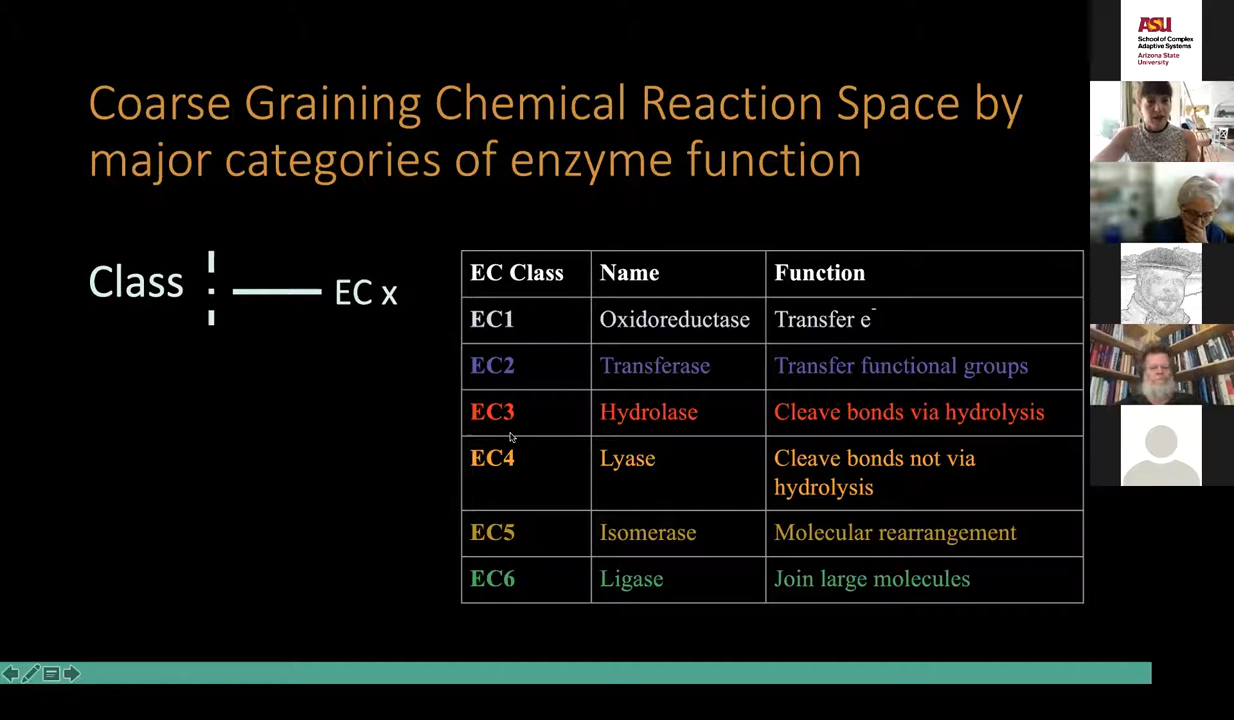 Coarse Graining Chemical Reaction Space by
major categories of enzyme function
Class
EC x
EC Class Name Function
EC1 Oxidoreductase Transfer e⁻
EC2 Transferase Transfer functional groups
EC3 Hydrolase Cleave bonds via hydrolysis
EC4 Lyase Cleave bonds not via
hydrolysis
EC5 Isomerase Molecular rearrangement
EC6 Ligase Join large molecules
ASU
School of Complex
Adaptive Systems
Arizona State
University